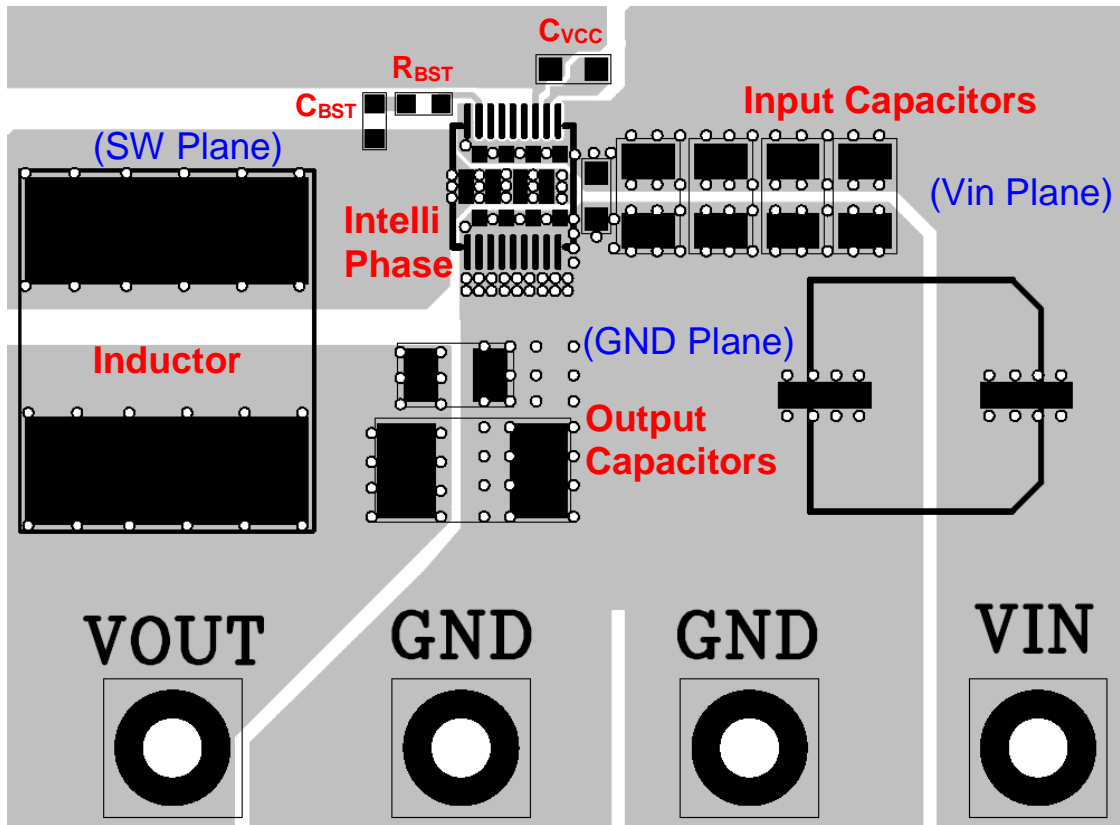 CVCC
RBST
CBST
Input Capacitors
(SW Plane)
(Vin Plane)
Intelli
Phase
(GND Plane)
Inductor
Output
Capacitors
VOUT
GND
GND
VIN